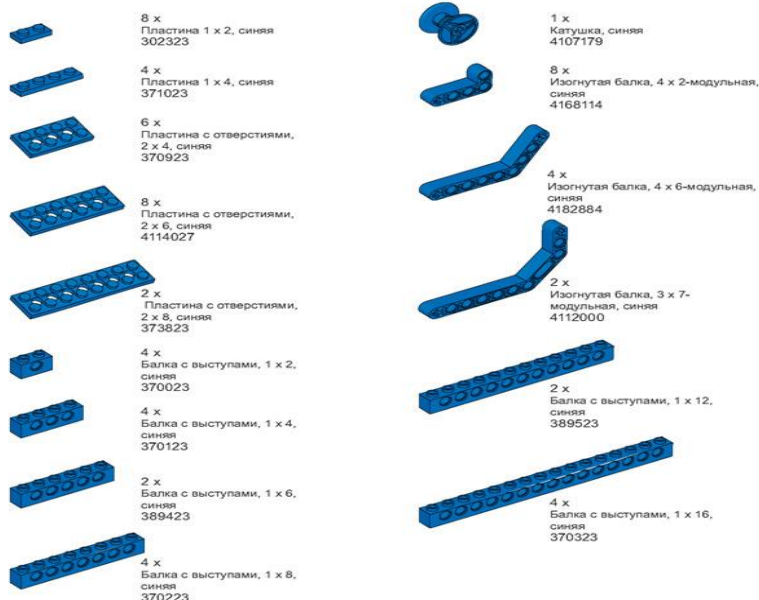 8 x
Пластина 1 x 2, синяя
302323
4 x
Пластина 1 x 4, синяя
371023
6 x
Пластина с отверстиями,
2 x 4, синяя
370923
8 x
Пластина с отверстиями,
2 x 6, синяя
4114027
2 x
Пластина с отверстиями,
2 x 8, синяя
373823
4 x
Балка с выступами, 1 x 2,
синяя
370023
4 x
Балка с выступами, 1 x 4,
синяя
370123
2 x
Балка с выступами, 1 x 6,
синяя
389423
4 x
Балка с выступами, 1 x 8,
синяя
370223
1 x
Катушка, синяя
4107179
8 x
Изогнутая балка, 4 x 2-модульная,
синяя
4168114
4 x
Изогнутая балка, 4 x 6-модульная,
синяя
4182884
2 x
Изогнутая балка, 3 x 7-
модульная, синяя
4112000
2 x
Балка с выступами, 1 x 12,
синяя
389523
4 x
Балка с выступами, 1 x 16,
синяя
370323